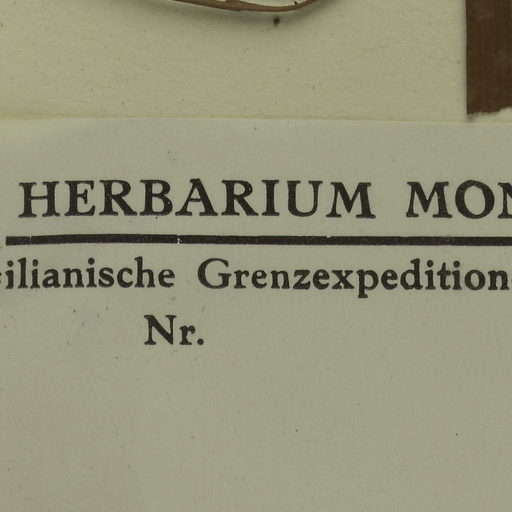 HERBARIUM MON
silianische Grenzexpedition
Nr.